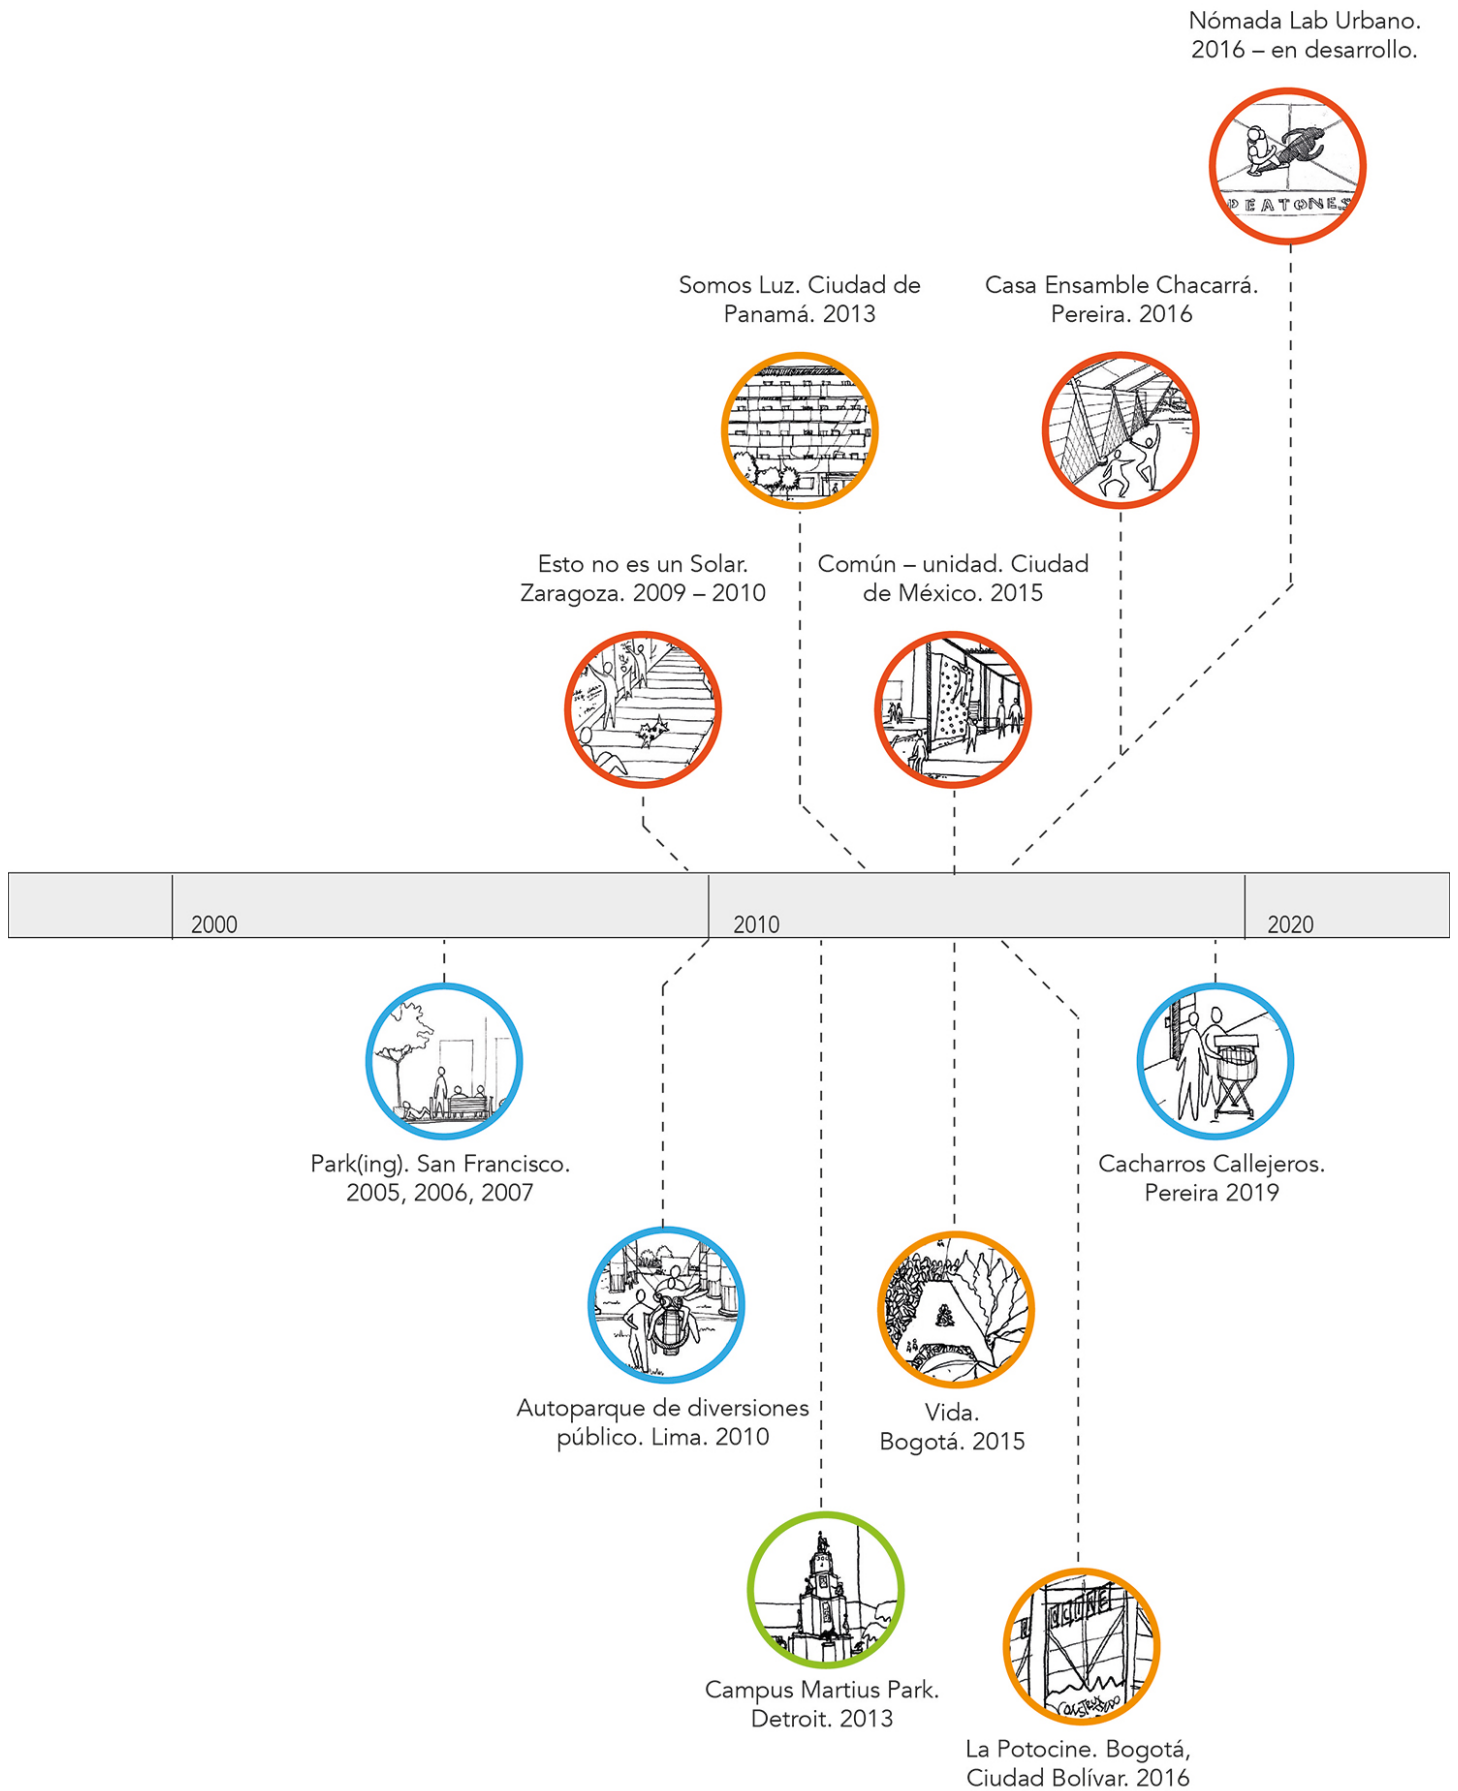 Nómada Lab Urbano.
2016 – en desarrollo.
PEATONES
Somos Luz. Ciudad de
Panamá. 2013
Casa Ensamble Chacarrá.
Pereira. 2016
Esto no es un Solar.
Zaragoza. 2009 – 2010
Común – unidad. Ciudad
de México. 2015
2000
2010
2020
Park(ing). San Francisco.
2005, 2006, 2007
Cacharros Callejeros.
Pereira 2019
Autoparque de diversiones
público. Lima. 2010
Vida.
Bogotá. 2015
Campus Martius Park.
Detroit. 2013
CINE
La Potocine. Bogotá,
Ciudad Bolívar. 2016